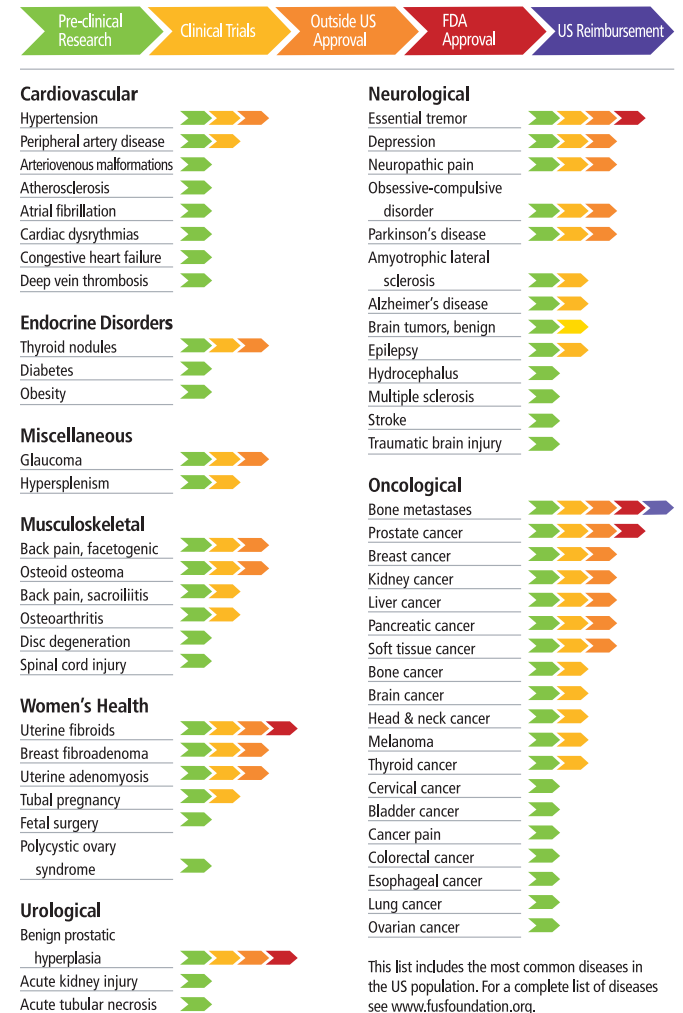 Pre-clinical
Research
Clinical Trials
Outside US
Approval
FDA
Approval
US Reimbursement
Cardiovascular
Hypertension
Peripheral artery disease
Arteriovenous malformations
Atherosclerosis
Atrial fibrillation
Cardiac dysrythmias
Congestive heart failure
Deep vein thrombosis
Endocrine Disorders
Thyroid nodules
Diabetes
Obesity
Miscellaneous
Glaucoma
Hypersplenism
Musculoskeletal
Back pain, facetogenic
Osteoid osteoma
Back pain, sacroiliitis
Osteoarthritis
Disc degeneration
Spinal cord injury
Women's Health
Uterine fibroids
Breast fibroadenoma
Uterine adenomyosis
Tubal pregnancy
Fetal surgery
Polycystic ovary
syndrome
Urological
Benign prostatic
hyperplasia
Acute kidney injury
Acute tubular necrosis
Neurological
Essential tremor
Depression
Neuropathic pain
Obsessive-compulsive
disorder
Parkinson's disease
Amyotrophic lateral
sclerosis
Alzheimer's disease
Brain tumors, benign
Epilepsy
Hydrocephalus
Multiple sclerosis
Stroke
Traumatic brain injury
Oncological
Bone metastases
Prostate cancer
Breast cancer
Kidney cancer
Liver cancer
Pancreatic cancer
Soft tissue cancer
Bone cancer
Brain cancer
Head & neck cancer
Melanoma
Thyroid cancer
Cervical cancer
Bladder cancer
Cancer pain
Colorectal cancer
Esophageal cancer
Lung cancer
Ovarian cancer
This list includes the most common diseases in
the US population. For a complete list of diseases
see www.fusfoundation.org.